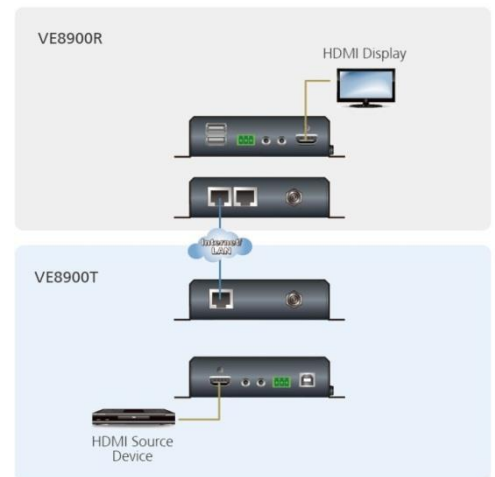 VE8900R
HDMI Display
Internet/
LAN
VE8900T
HDMI Source
Device